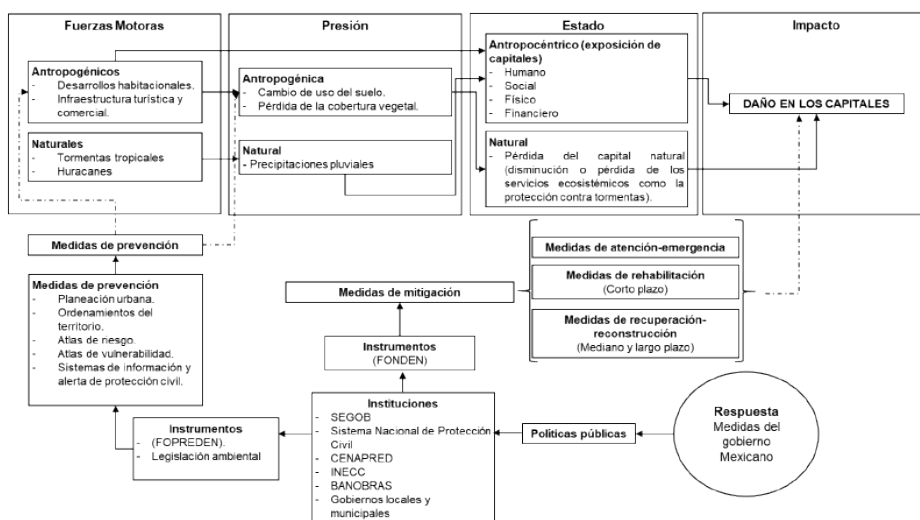 Fuerzas Motoras
Antropogénicos
- Desarrollos habitacionales.
- Infraestructura turística y
comercial.
Naturales
- Tormentas tropicales
- Huracanes
Presión
Antropogénica
- Cambio de uso del suelo.
- Pérdida de la cobertura vegetal.
Natural
- Precipitaciones pluviales
Estado
Antropocéntrico (exposición de
capitales)
- Humano
- Social
- Físico
- Financiero
Natural
- Pérdida del capital natural
(disminución o pérdida de los
servicios ecosistémicos como la
protección contra tormentas).
Impacto
DAÑO EN LOS CAPITALES
Medidas de prevención
Medidas de prevención
- Planeación urbana.
- Ordenamientos del
territorio.
- Atlas de riesgo.
- Atlas de vulnerabilidad.
- Sistemas de información y
alerta de protección civil.
Instrumentos
- (FOPREDEN).
- Legislación ambiental
Medidas de mitigación
Instrumentos
(FONDEN)
Instituciones
- SEGOB
- Sistema Nacional de Protección
Civil
- CENAPRED
- INECC
- BANOBRAS
- Gobiernos locales y
municipales
Medidas de atención-emergencia
Medidas de rehabilitación
(Corto plazo)
Medidas de recuperación-
reconstrucción
(Mediano y largo plazo)
Políticas públicas
Respuesta
Medidas del
gobierno
Mexicano